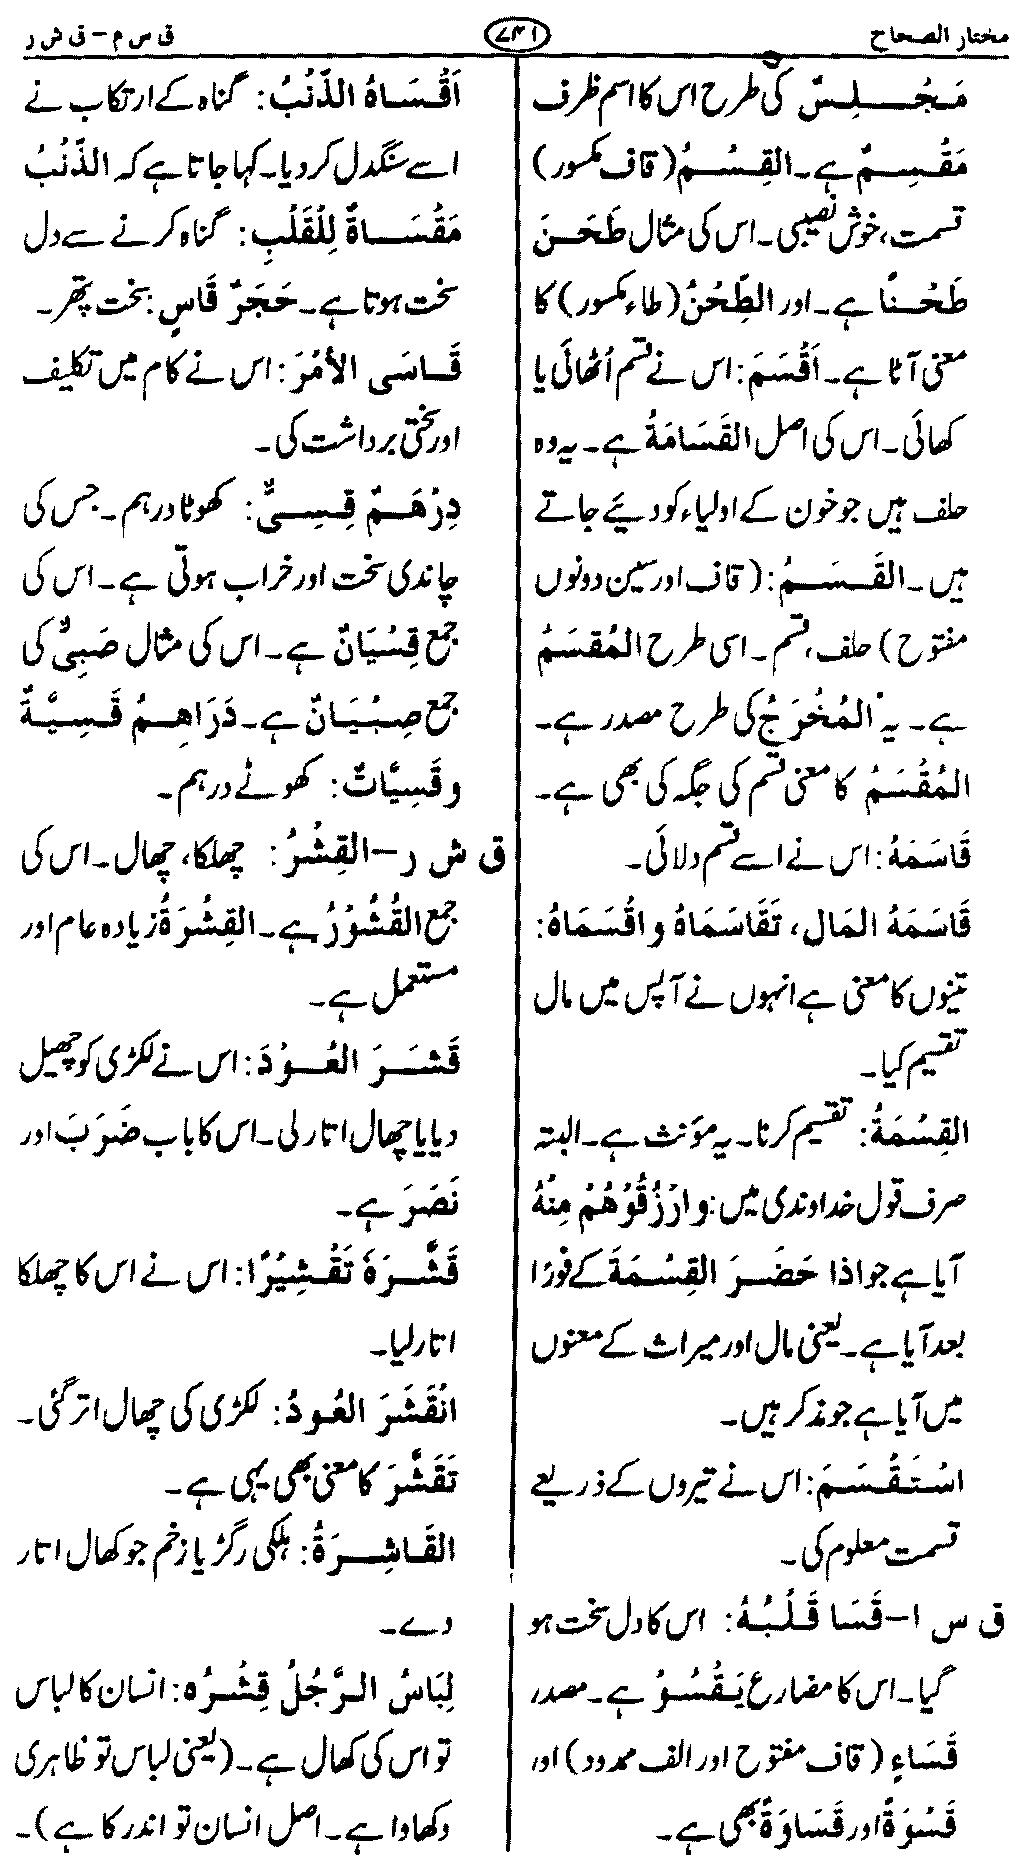 مختار الصحاح
۷۴۱
ق س م – ق ش ر
مَجْلِسٌ کی طرح اس کا اسم ظرف
مَقْسِمٌ ہے۔ القِسْمُ (قاف مکسور)
قسمت، خوش نصیبی۔ اس کی مثال طَحَنَ
طَحْنًا ہے۔ اور الطِّحْنُ (طاء مکسور) کا
معنی آٹا ہے۔ اَقْسَمَ: اس نے قسم اُٹھائی یا
کھائی۔ اس کی اصل القَسَامَةُ ہے۔ یہ وہ
حلف ہیں جو خون کے اولیاء کو دیئے جاتے
ہیں۔ القَسَمُ: (قاف اور سین دونوں
مفتوح) حلف، قسم۔ اسی طرح المُقْسَمُ
ہے۔ یہ المُخْرَجُ کی طرح مصدر ہے۔
المُقْسَمُ کا معنی قسم کی جگہ کی بھی ہے۔
قَاسَمَهُ: اس نے اسے قسم دلائی۔
قَاسَمَهُ المَال، تَقَاسَمَاهُ و اقْسَمَاهُ:
تینوں کا معنی ہے انہوں نے آپس میں مال
تقسیم کیا۔
القِسْمَةُ: تقسیم کرنا۔ یہ مؤنث ہے۔ البتہ
صرف قول خداوندی میں: وارْزُقُوْهُمْ مِنْهُ
آیا ہے جو اذا حَضَرَ القِسْمَةَ کے فورًا
بعد آیا ہے۔ یعنی مال اور میراث کے معنوں
میں آیا ہے جو مذکر ہیں۔
اسْتَقْسَمَ: اس نے تیروں کے ذریعے
قسمت معلوم کی۔
ق س ا – قَسَا قَلْبُهُ: اس کا دل سخت ہو
گیا۔ اس کا مضارع يَقْسُوْ ہے۔ مصدر
قَسَاءٍ (قاف مفتوح اور الف ممدود) اور
قَسْوَةً اور قَسَاوَةً بھی ہے۔
اَقْسَاهُ الذَّنْبُ: گناہ کے ارتکاب نے
اسے سنگدل کر دیا۔ کہا جاتا ہے کہ الذَّنْبُ
مَقْسَاةٌ لِلْقَلْبِ: گناہ کرنے سے دل
سخت ہوتا ہے۔ حَجَرٌ قَاسٍ: سخت پتھر۔
قَاسَى الأمْرَ: اس نے کام میں تکلیف
اور سختی برداشت کی۔
دِرْهَمٌ قِسِيٌّ: کھوٹا درہم۔ جس کی
چاندی سخت اور خراب ہوتی ہے۔ اس کی
جمع قِسْيَانٌ ہے۔ اس کی مثال صَبِيٌّ کی
جمع صِبْيَانٌ ہے۔ دَرَاهِمُ قَسِيَّةٌ
و قَسِيَّاتٌ: کھوٹے درہم۔
ق ش ر – القِشْرُ: چھلکا، چھال۔ اس کی
جمع القُشُوْرُ ہے۔ القِشْرَةُ زیادہ عام اور
مستعمل ہے۔
قَشَرَ العُوْدَ: اس نے لکڑی کو چھیل
دیا یا چھال اتار لی۔ اس کا باب ضَرَبَ اور
نَصَرَ ہے۔
قَشَّرَهٗ تَقْشِيْرًا: اس نے اس کا چھلکا
اتار لیا۔
انْقَشَرَ العُودُ: لکڑی کی چھال اتر گئی۔
تَقَشَّرَ کا معنی بھی یہی ہے۔
القَاشِرَةُ: ہلکی رگڑ یا زخم جو کھال اتار
دے۔
لِبَاسُ الرَّجُلُ قِشْرُه: انسان کا لباس
تو اس کی کھال ہے۔ (یعنی لباس تو ظاہری
دکھاوا ہے۔ اصل انسان تو اندر کا ہے)۔